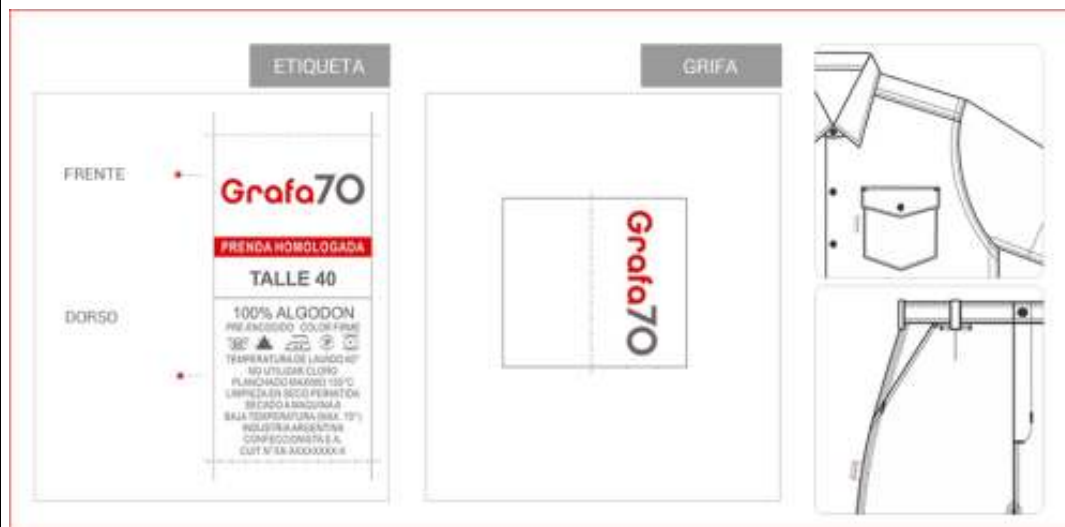 ETIQUETA
FRENTE
Grafa70
PRENDA HOMOLOGADA
TALLE 40
DORSO
100% ALGODON
PRE-ENCOGIDO COLOR FIRME
TEMPERATURA DE LAVADO 60°
NO UTILIZAR CLORO
PLANCHADO MAXIMO 150°C
LIMPIEZA EN SECO PERMITIDA
SECADO A MAQUINA A
BAJA TEMPERATURA (MAX. 70°)
INDUSTRIA ARGENTINA
CONFECCIONISTA S.A.
GRIFA
Grafa70